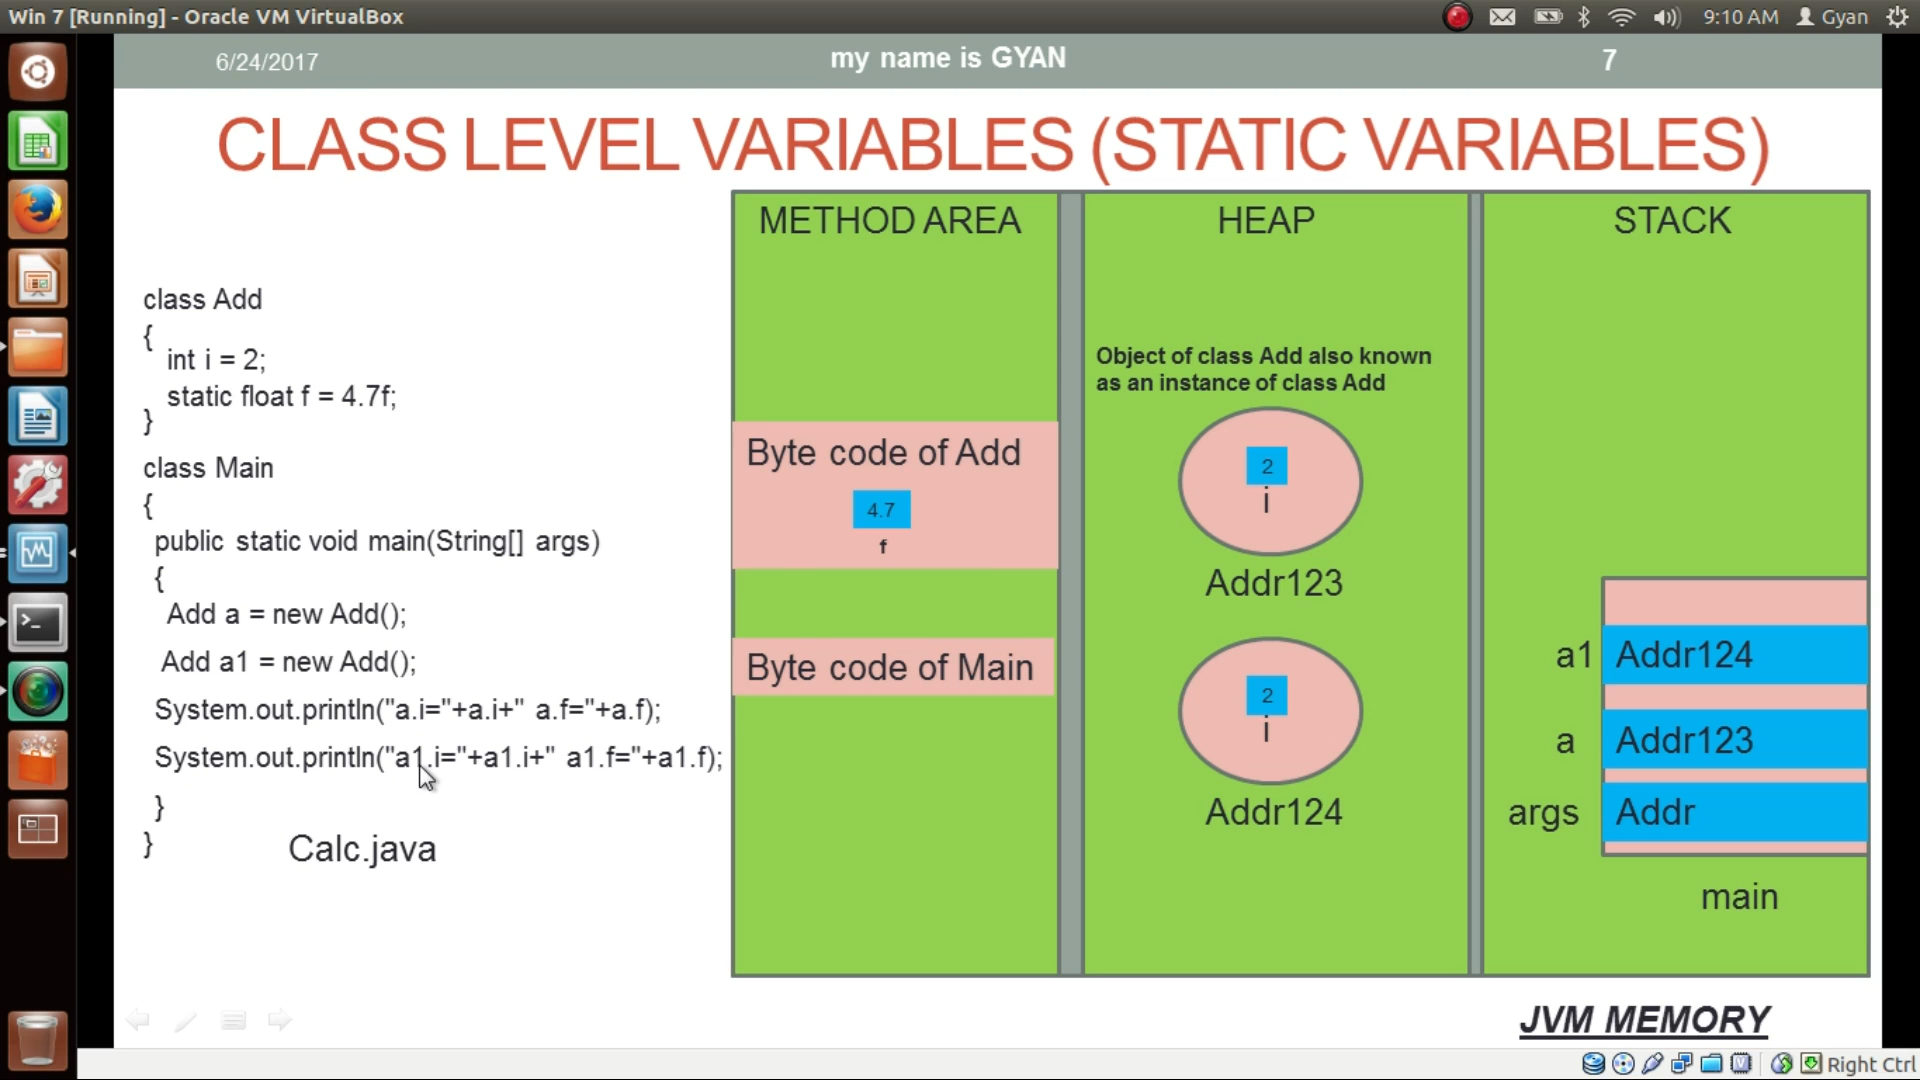 Win 7 [Running] - Oracle VM VirtualBox
9:10 AM Gyan
6/24/2017
my name is GYAN
7
CLASS LEVEL VARIABLES (STATIC VARIABLES)
class Add
{
int i = 2;
static float f = 4.7f;
}
class Main
{
public static void main(String[] args)
{
Add a = new Add();
Add a1 = new Add();
System.out.println("a.i="+a.i+" a.f="+a.f);
System.out.println("a1.i="+a1.i+" a1.f="+a1.f);
}
}
Calc.java
METHOD AREA
Byte code of Add
4.7
f
Byte code of Main
HEAP
Object of class Add also known
as an instance of class Add
2
i
Addr123
2
i
Addr124
STACK
a1 Addr124
a Addr123
args Addr
main
JVM MEMORY
Right Ctrl